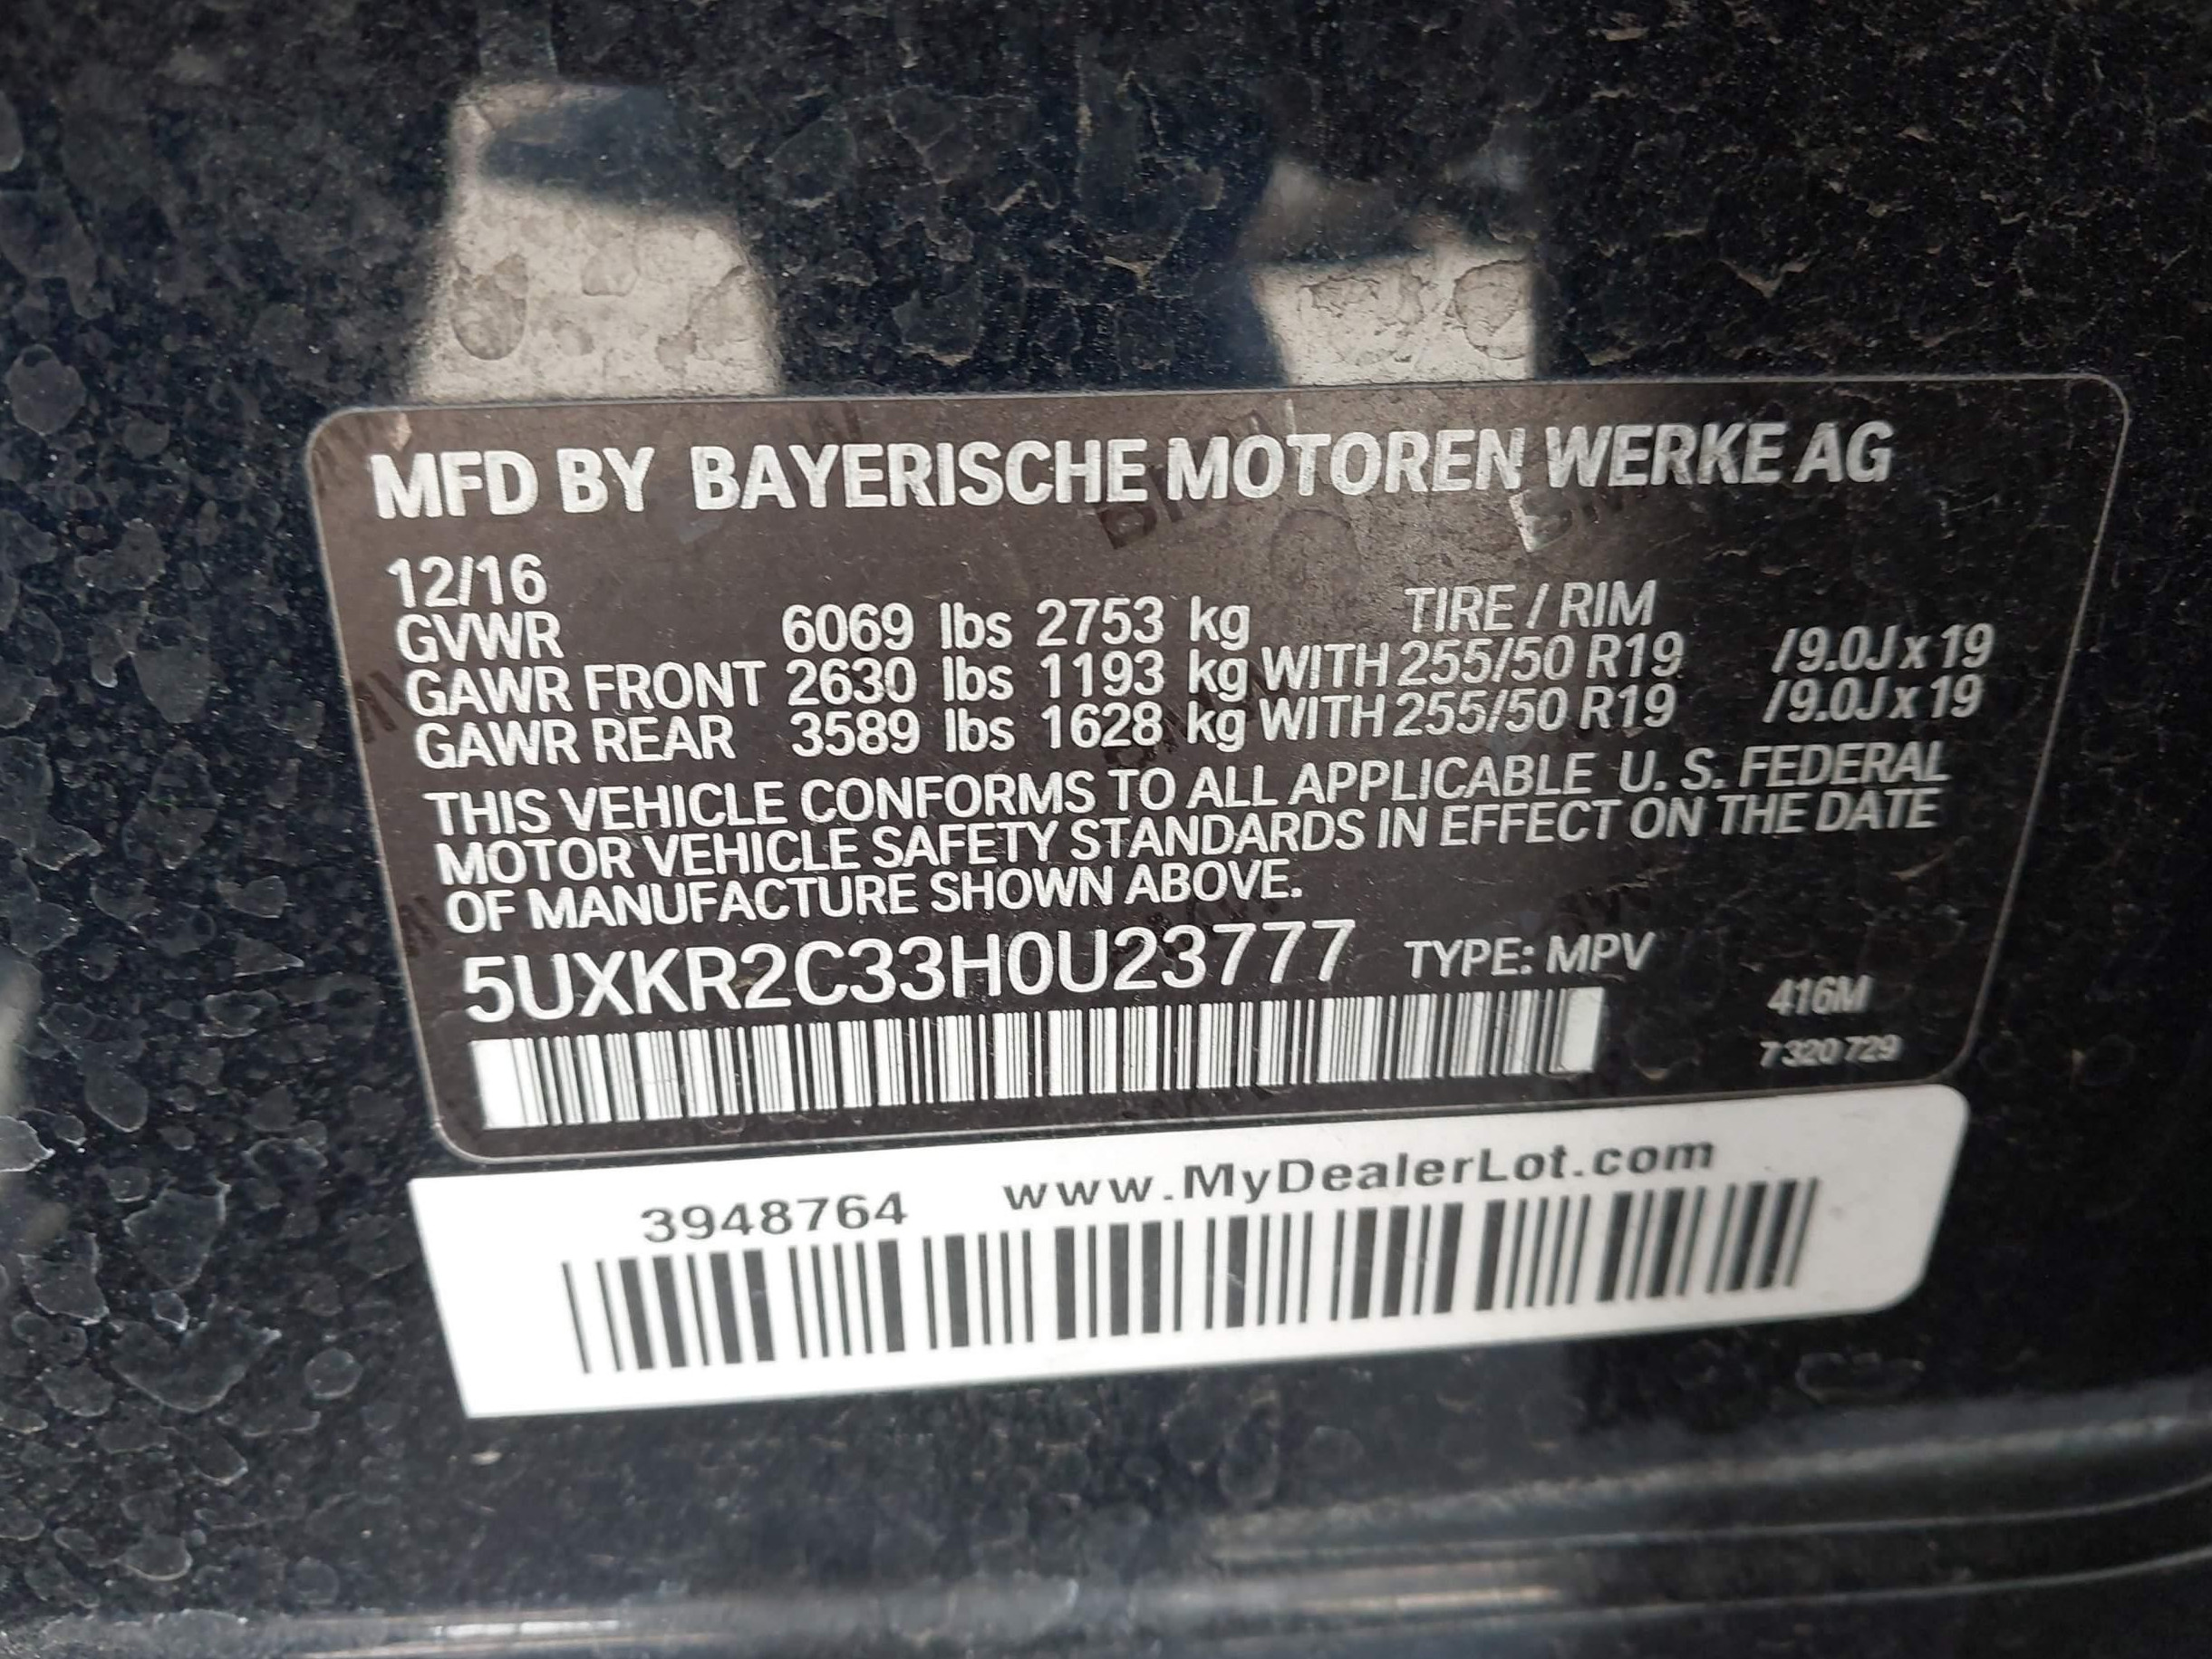 MFD BY BAYERISCHE MOTOREN WERKE AG
12/16
GVWR 6069 lbs 2753 kg TIRE / RIM
GAWR FRONT 2630 lbs 1193 kg WITH 255/50 R19 /9.0J x 19
GAWR REAR 3589 lbs 1628 kg WITH 255/50 R19 /9.0J x 19
THIS VEHICLE CONFORMS TO ALL APPLICABLE U. S. FEDERAL
MOTOR VEHICLE SAFETY STANDARDS IN EFFECT ON THE DATE
OF MANUFACTURE SHOWN ABOVE.
5UXKR2C33H0U23777 TYPE: MPV
416M
7 320 729
3948764 www.MyDealerLot.com